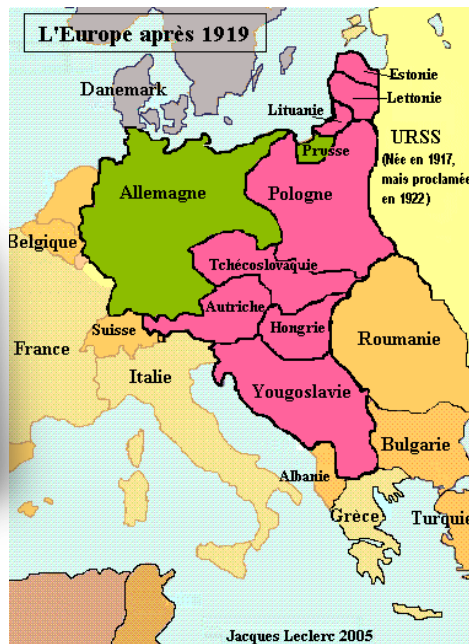 L'Europe après 1919
Estonie
Danemark
Lettonie
Lituanie
URSS
(Née en 1917,
mais proclamée
en 1922)
Prusse
Allemagne
Pologne
Belgique
Tchécoslovaquie
Autriche
Suisse
Hongrie
Roumanie
France
Italie
Yougoslavie
Bulgarie
Albanie
Grèce
Turquie
Jacques Leclerc 2005